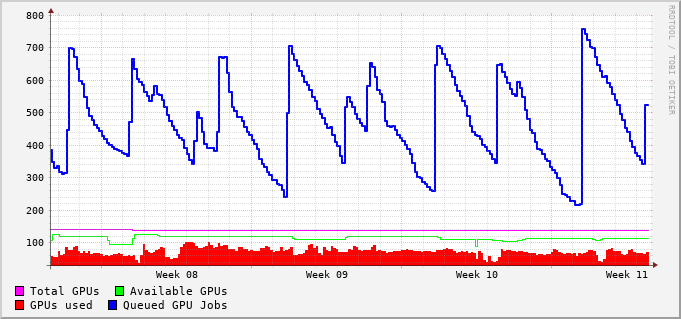 800
700
600
500
400
300
200
100
Week 08 Week 09 Week 10 Week 11
Total GPUs Available GPUs
GPUs used Queued GPU Jobs
RRDTOOL / TOBI OETIKER